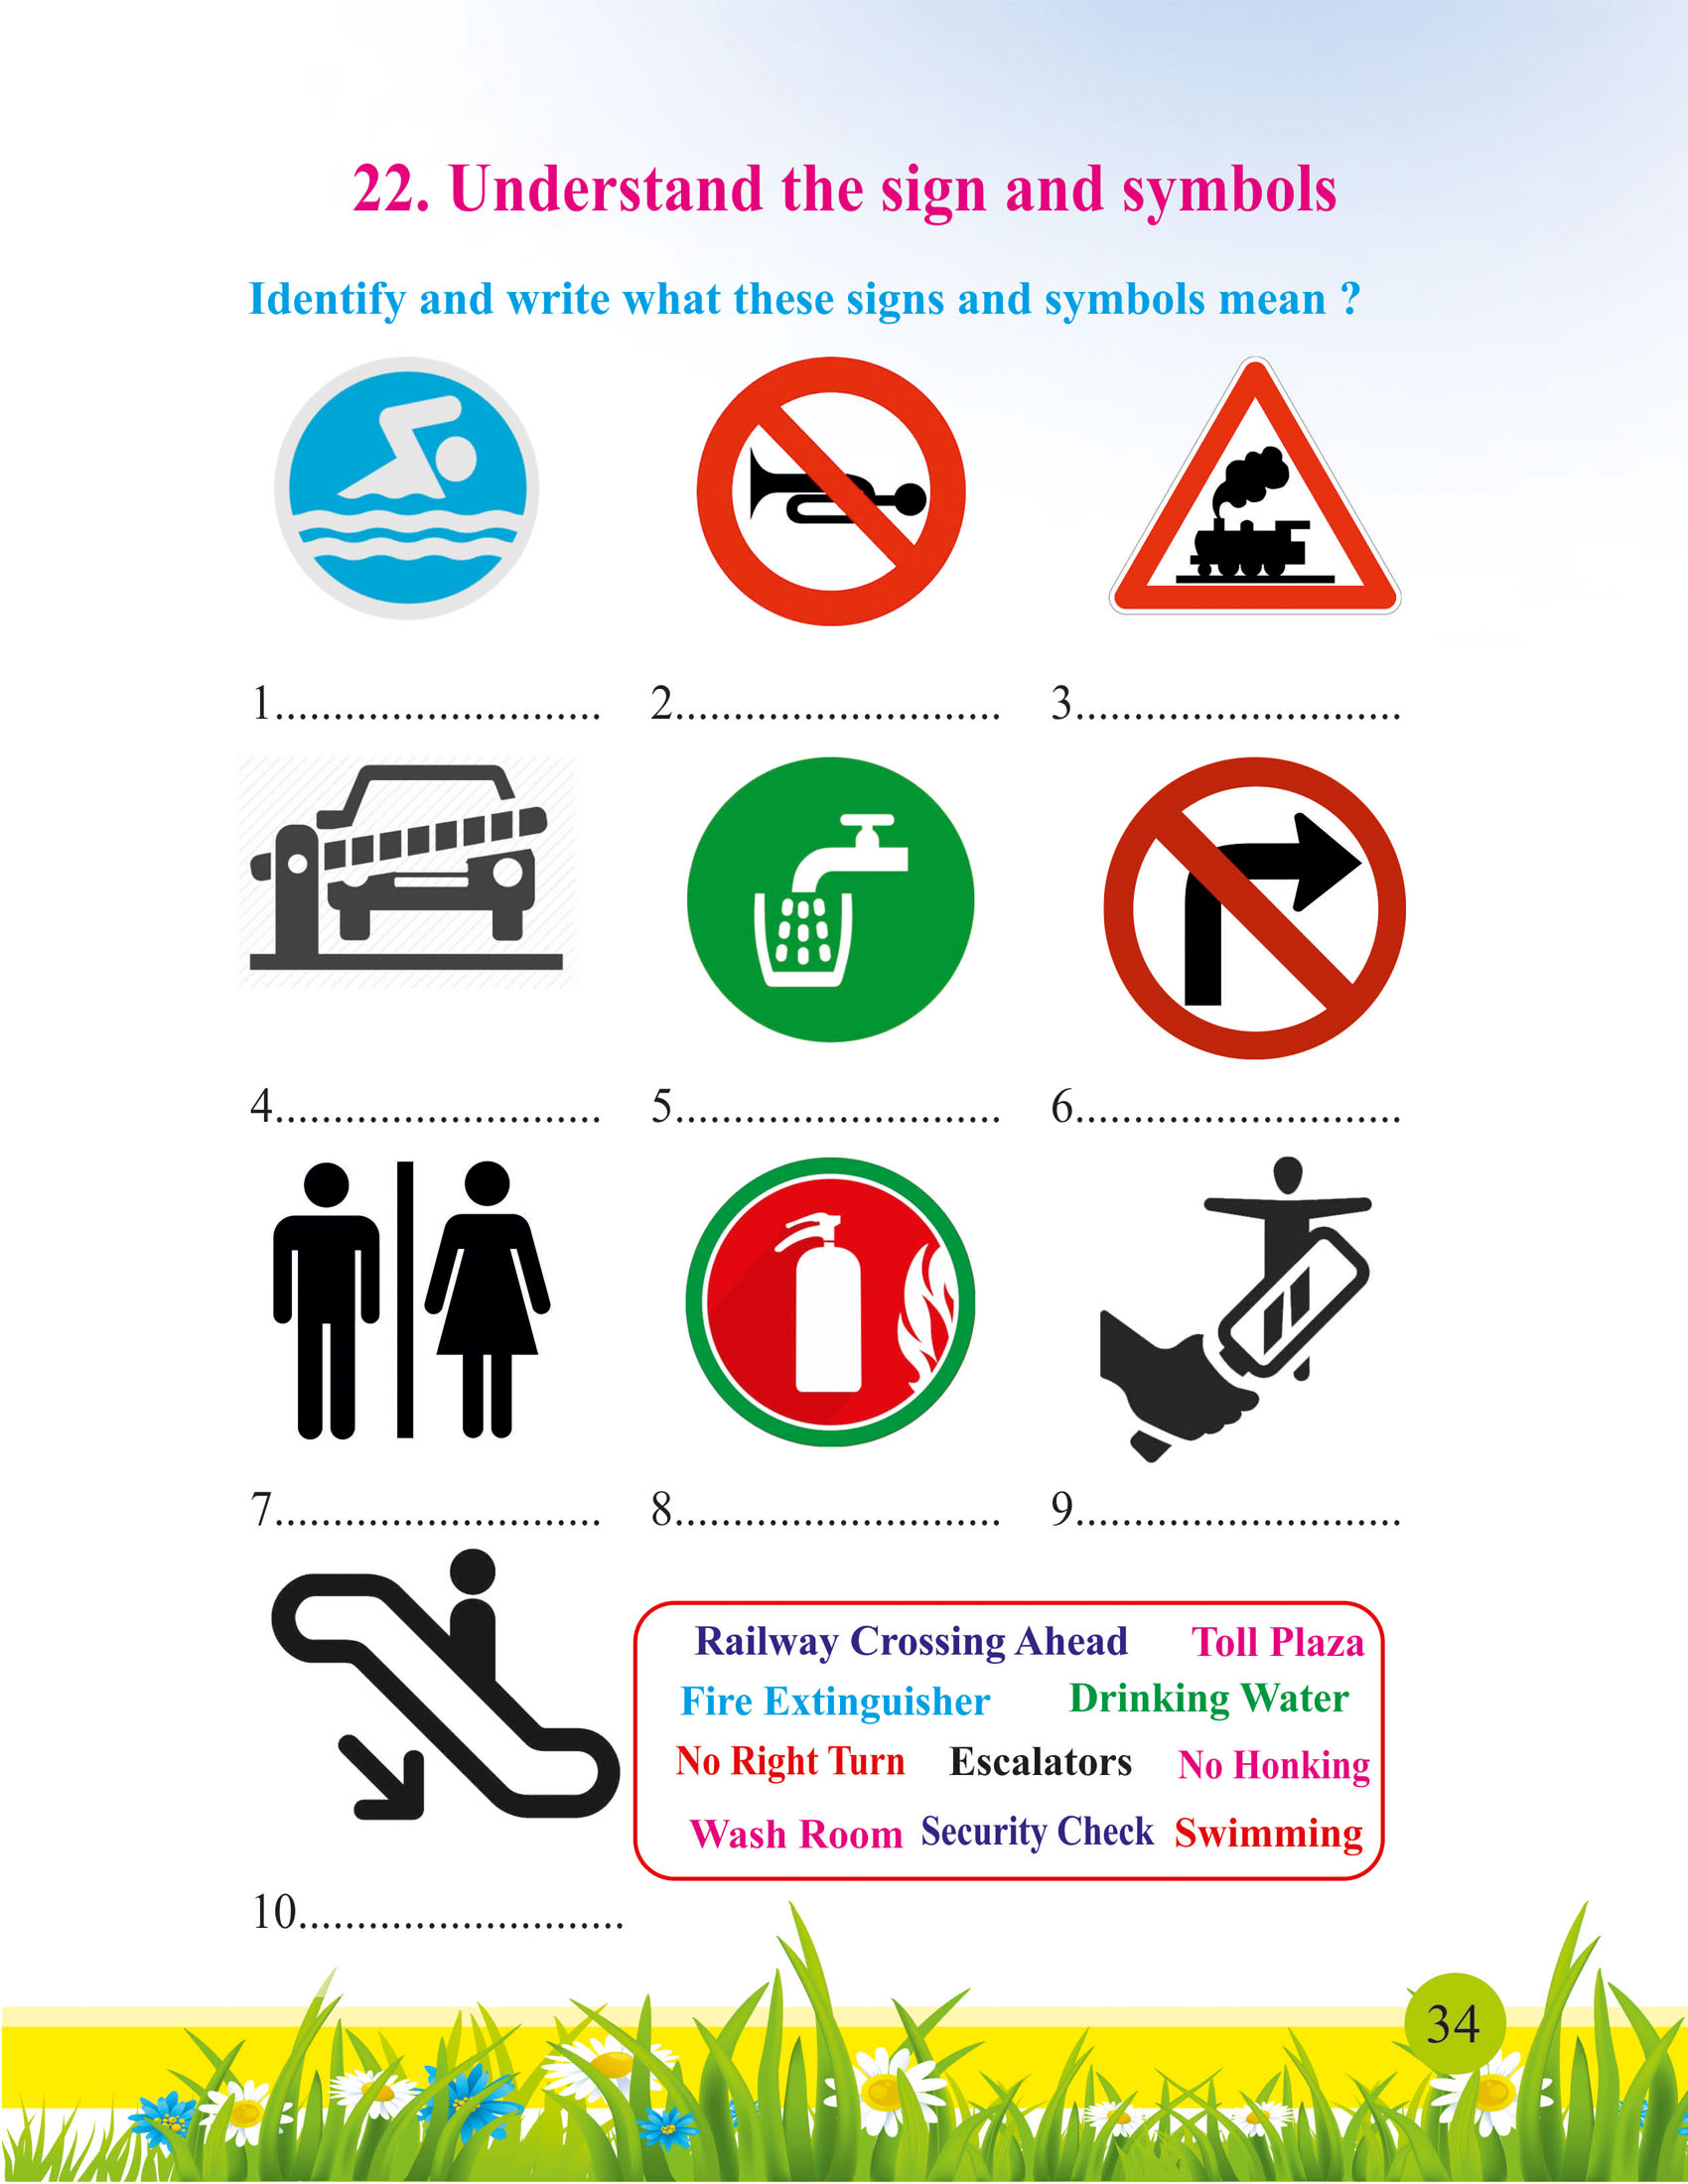 22. Understand the sign and symbols
Identify and write what these signs and symbols mean ?
1............................ 2............................ 3............................
4............................ 5............................ 6............................
7............................ 8............................ 9............................
Railway Crossing Ahead Toll Plaza
Fire Extinguisher Drinking Water
No Right Turn Escalators No Honking
Wash Room Security Check Swimming
10............................
34